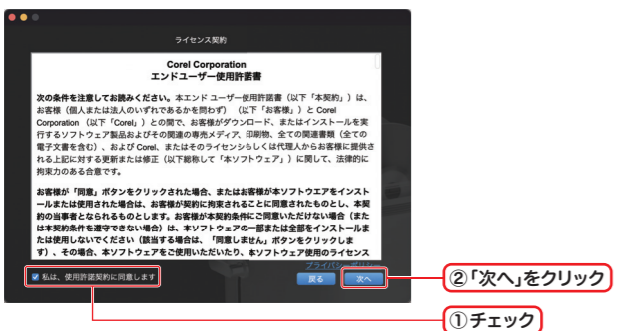 ライセンス契約
Corel Corporation
エンドユーザー使用許諾書
次の条件を注意してお読みください。本エンド ユーザー使用許諾書（以下「本契約」）は、
お客様（個人または法人のいずれであるかを問わず）（以下「お客様」）と Corel
Corporation（以下「Corel」）との間で、お客様がダウンロード、またはインストールを実
行するソフトウェア製品およびその関連の専売メディア、印刷物、全ての関連書類（全ての
電子文書を含む）、および Corel、またはそのライセンシもしくは代理人からお客様に提供さ
れる上記に対する更新または修正（以下総称して「本ソフトウェア」）に関して、法律的に
拘束力のある合意です。
お客様が「同意」ボタンをクリックされた場合、またはお客様が本ソフトウエアをインスト
ールまたは使用された場合は、お客様が契約に拘束されることに同意されたものとし、本契
約の当事者となられるものとします。お客様が本契約条件にご同意いただけない場合（また
は本契約条件を遵守できない場合）は、本ソフトウェアの一部または全部をインストールま
たは使用しないでください（該当する場合は、「同意しません」ボタンをクリックしま
す）、その場合、本ソフトウェアをご使用いただいたり、本ソフトウェア使用のライセンス
プライバシーポリシー
私は、使用許諾契約に同意します
戻る
次へ
②「次へ」をクリック
①チェック